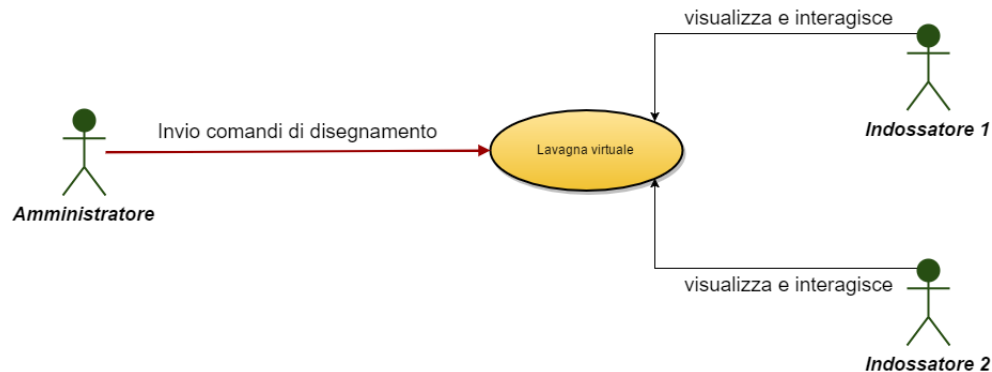 visualizza e interagisce
Indossatore 1
Invio comandi di disegnamento
Lavagna virtuale
Amministratore
visualizza e interagisce
Indossatore 2